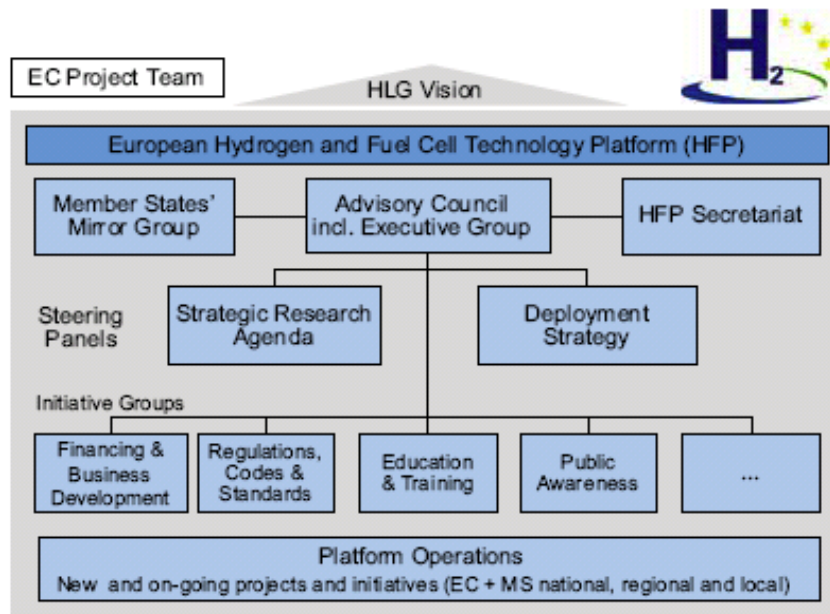 H2
EC Project Team
HLG Vision
European Hydrogen and Fuel Cell Technology Platform (HFP)
Member States'
Mirror Group
Advisory Council
incl. Executive Group
HFP Secretariat
Steering
Panels
Strategic Research
Agenda
Deployment
Strategy
Initiative Groups
Financing &
Business
Development
Regulations,
Codes &
Standards
Education
& Training
Public
Awareness
...
Platform Operations
New and on-going projects and initiatives (EC + MS national, regional and local)